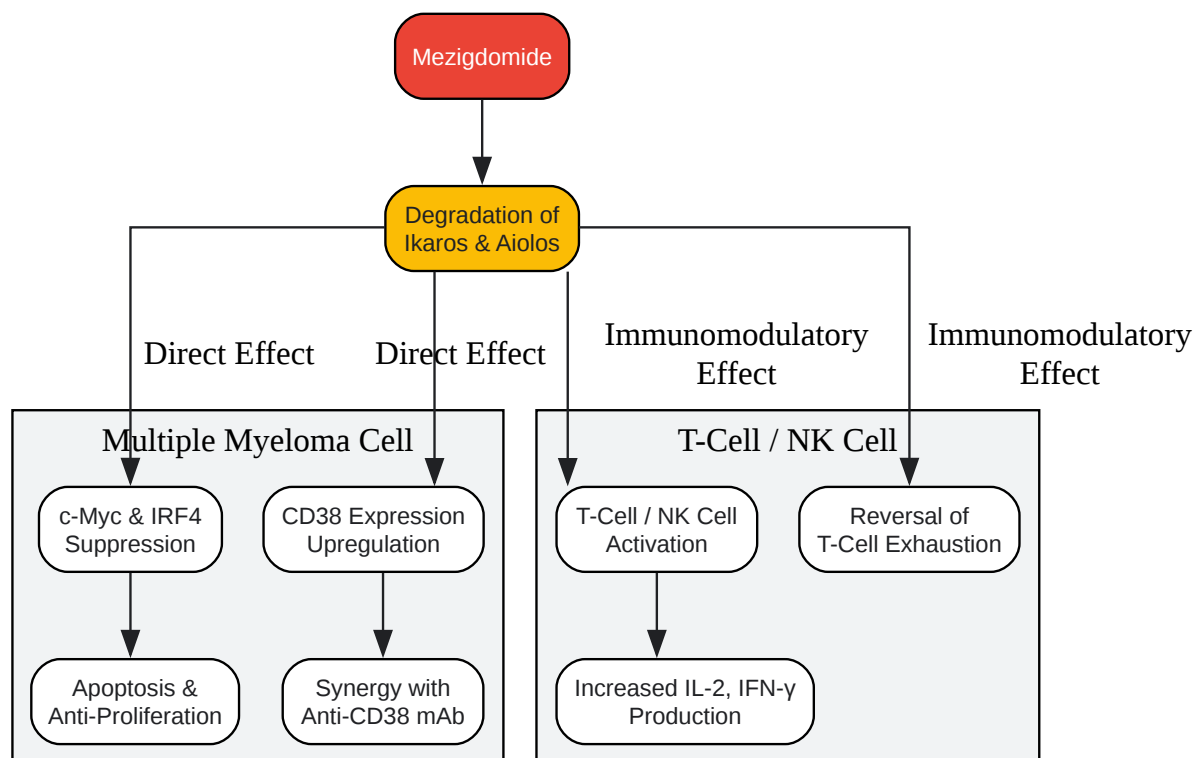 Mezigdomide
Degradation of
Ikaros & Aiolos
Direct Effect
Direct Effect
Immunomodulatory
Effect
Immunomodulatory
Effect
Multiple Myeloma Cell
T-Cell / NK Cell
c-Myc & IRF4
Suppression
CD38 Expression
Upregulation
T-Cell / NK Cell
Activation
Reversal of
T-Cell Exhaustion
Apoptosis &
Anti-Proliferation
Synergy with
Anti-CD38 mAb
Increased IL-2, IFN-γ
Production